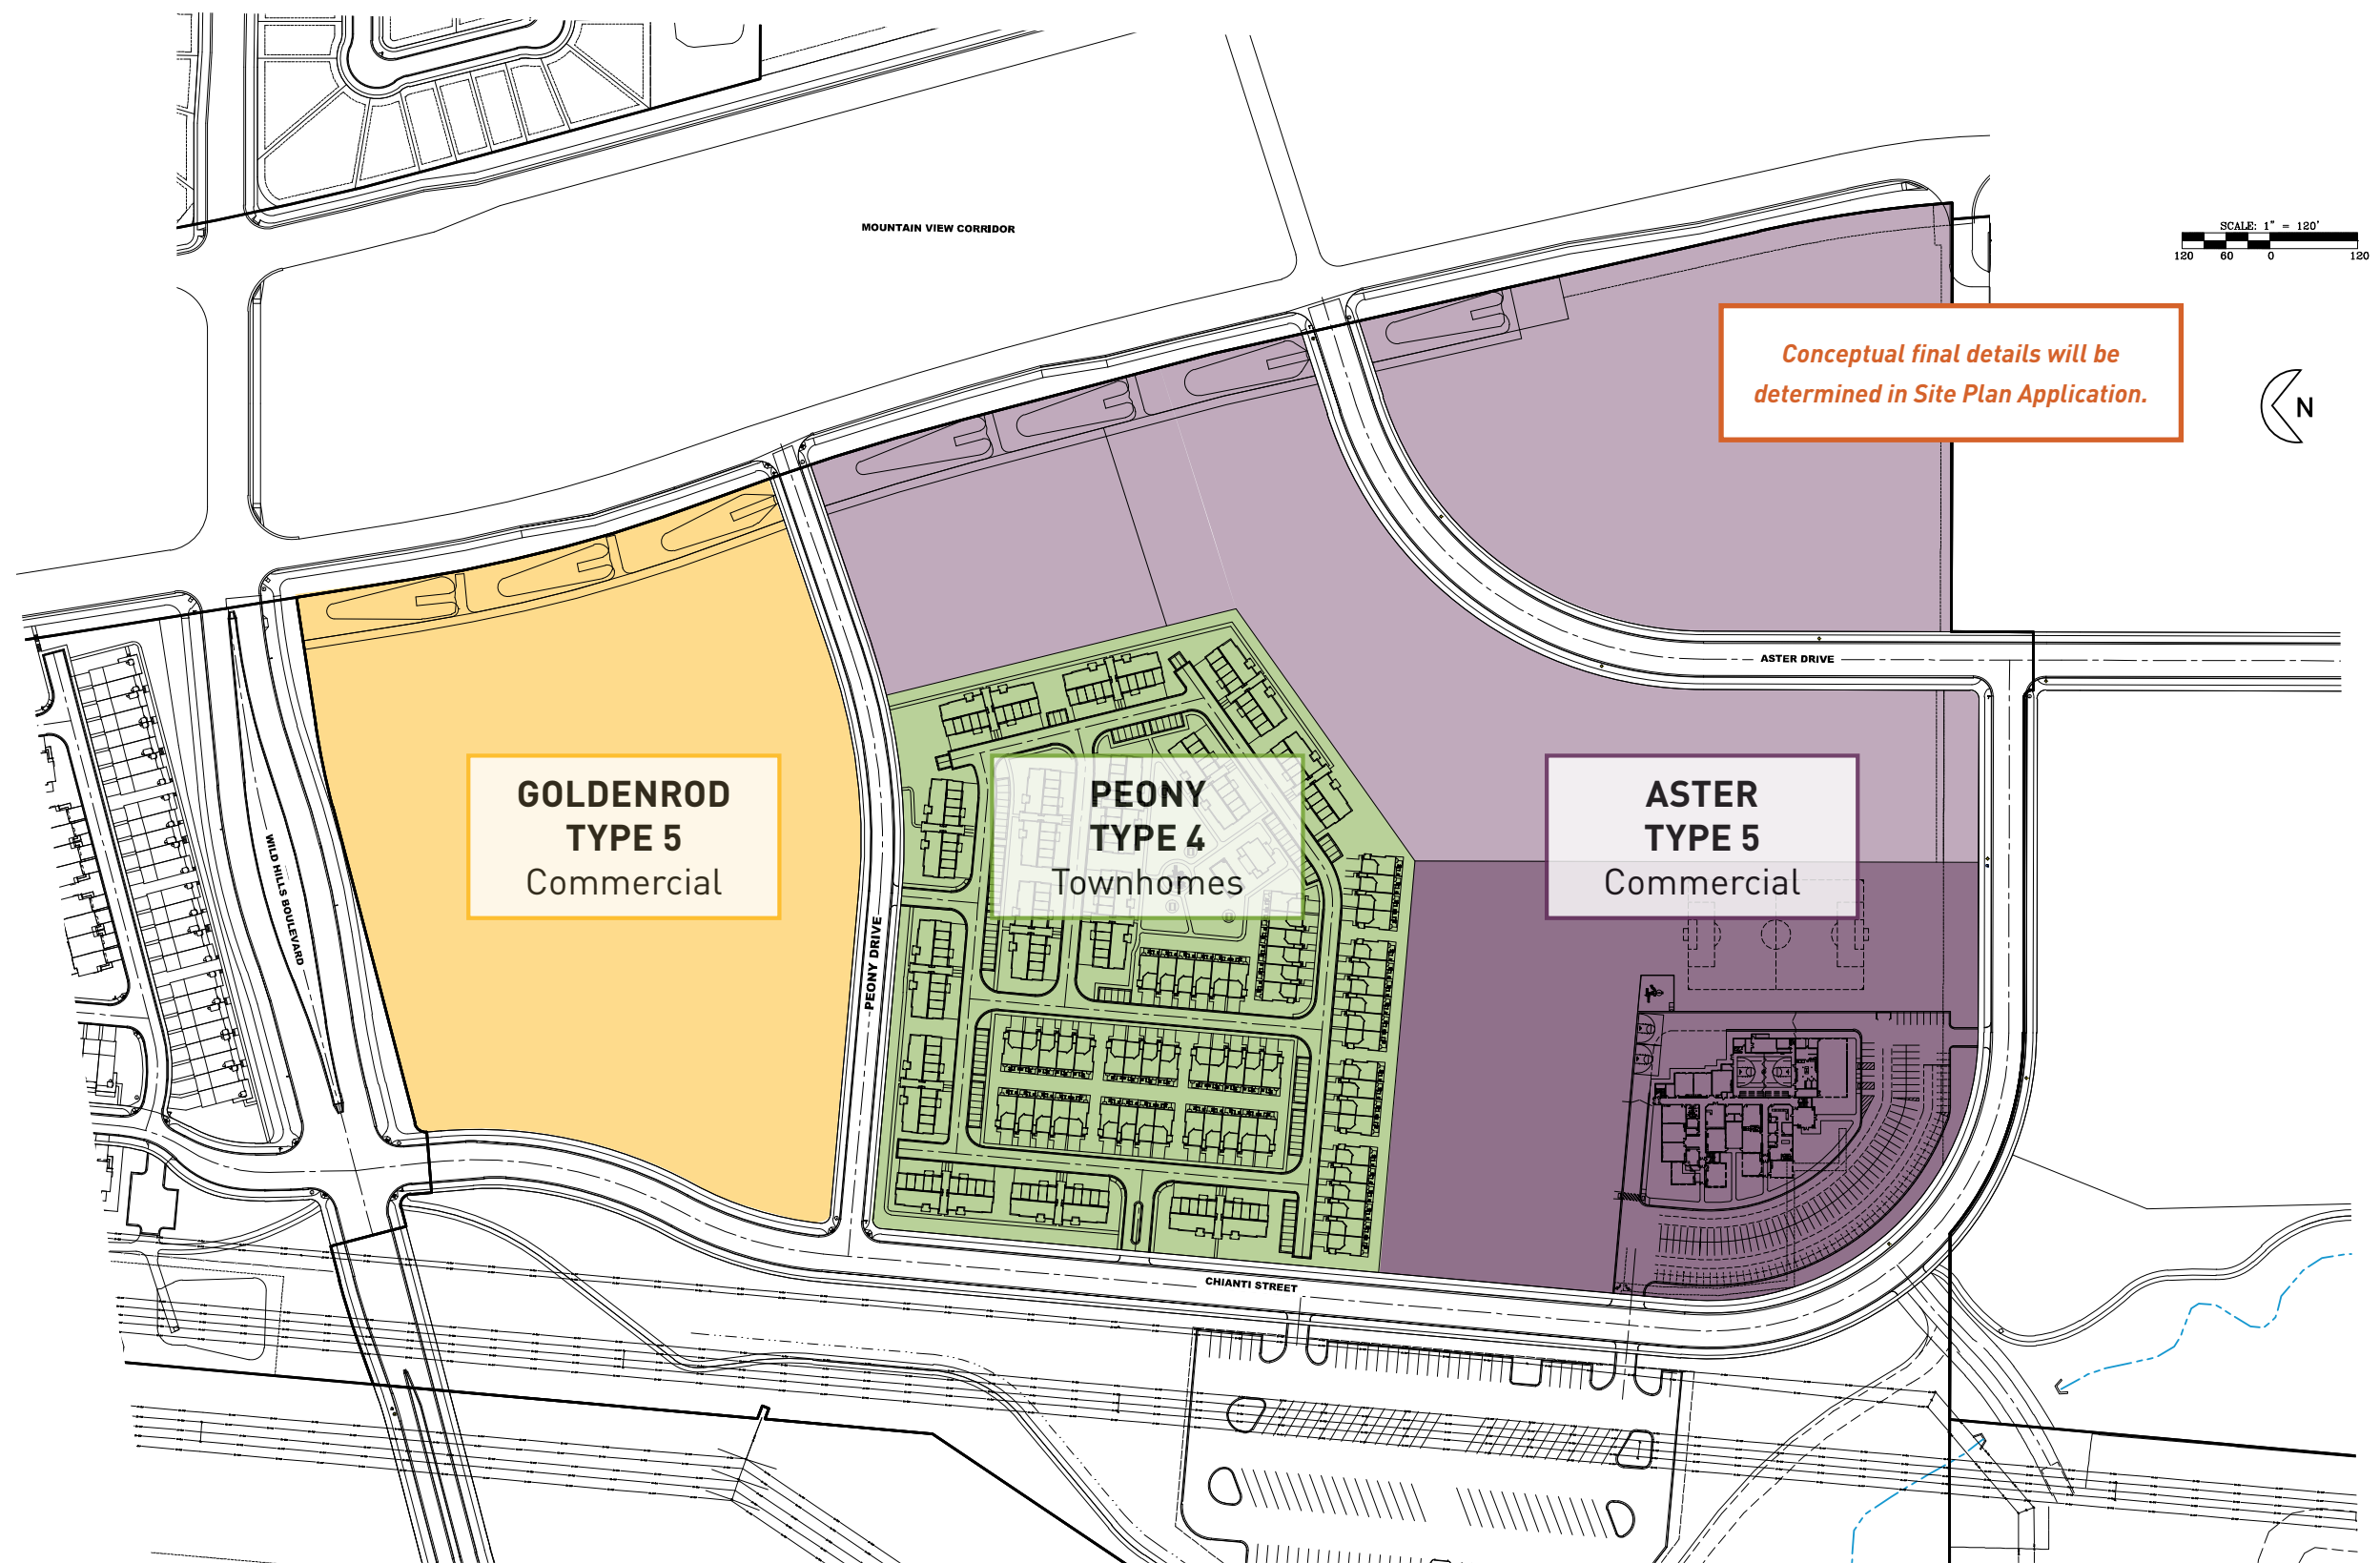 MOUNTAIN VIEW CORRIDOR
SCALE: 1" = 120'
120 60 0 120
Conceptual final details will be
determined in Site Plan Application.
N
ASTER DRIVE
GOLDENROD
TYPE 5
Commercial
PEONY
TYPE 4
Townhomes
ASTER
TYPE 5
Commercial
WILD HILLS BOULEVARD
PEONY DRIVE
CHIANTI STREET